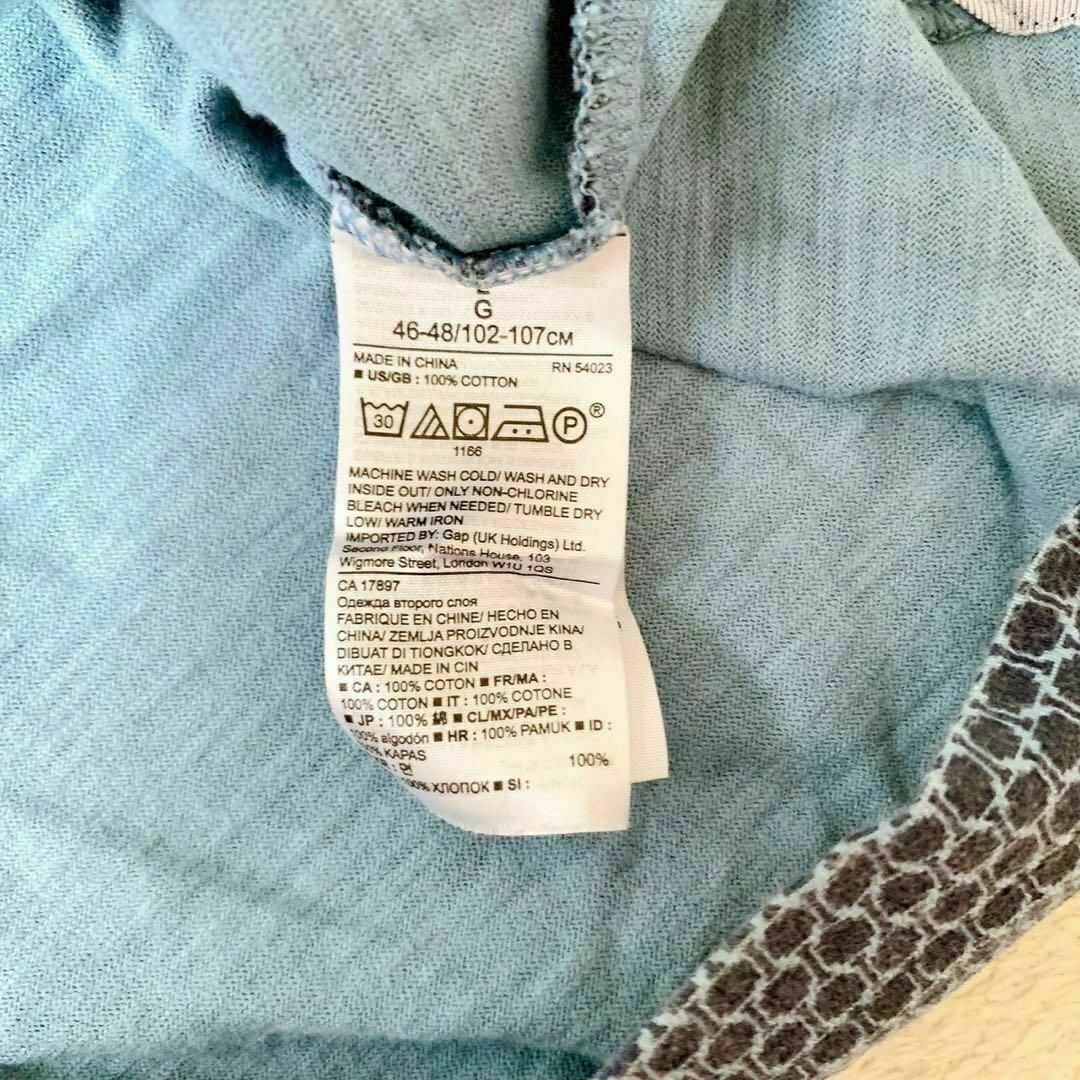 G
46-48/102-107CM
MADE IN CHINA RN 54023
■ US/GB : 100% COTTON
30 P ®
1166
MACHINE WASH COLD/ WASH AND DRY
INSIDE OUT/ ONLY NON-CHLORINE
BLEACH WHEN NEEDED/ TUMBLE DRY
LOW/ WARM IRON
IMPORTED BY: Gap (UK Holdings) Ltd.
Second Floor, Nations House, 103
Wigmore Street, London W1U 1QS
CA 17897
Одежда второго слоя
FABRIQUE EN CHINE/ HECHO EN
CHINA/ ZEMLJA PROIZVODNJE KINA/
DIBUAT DI TIONGKOK/ СДЕЛАНО В
КИТАЕ/ MADE IN CIN
■ CA : 100% COTON ■ FR/MA :
100% COTON ■ IT : 100% COTONE
■ JP : 100% 綿 ■ CL/MX/PA/PE :
100% algodón ■ HR : 100% PAMUK ■ ID :
KAPAS 100%
ХЛОПОК ■ SI :